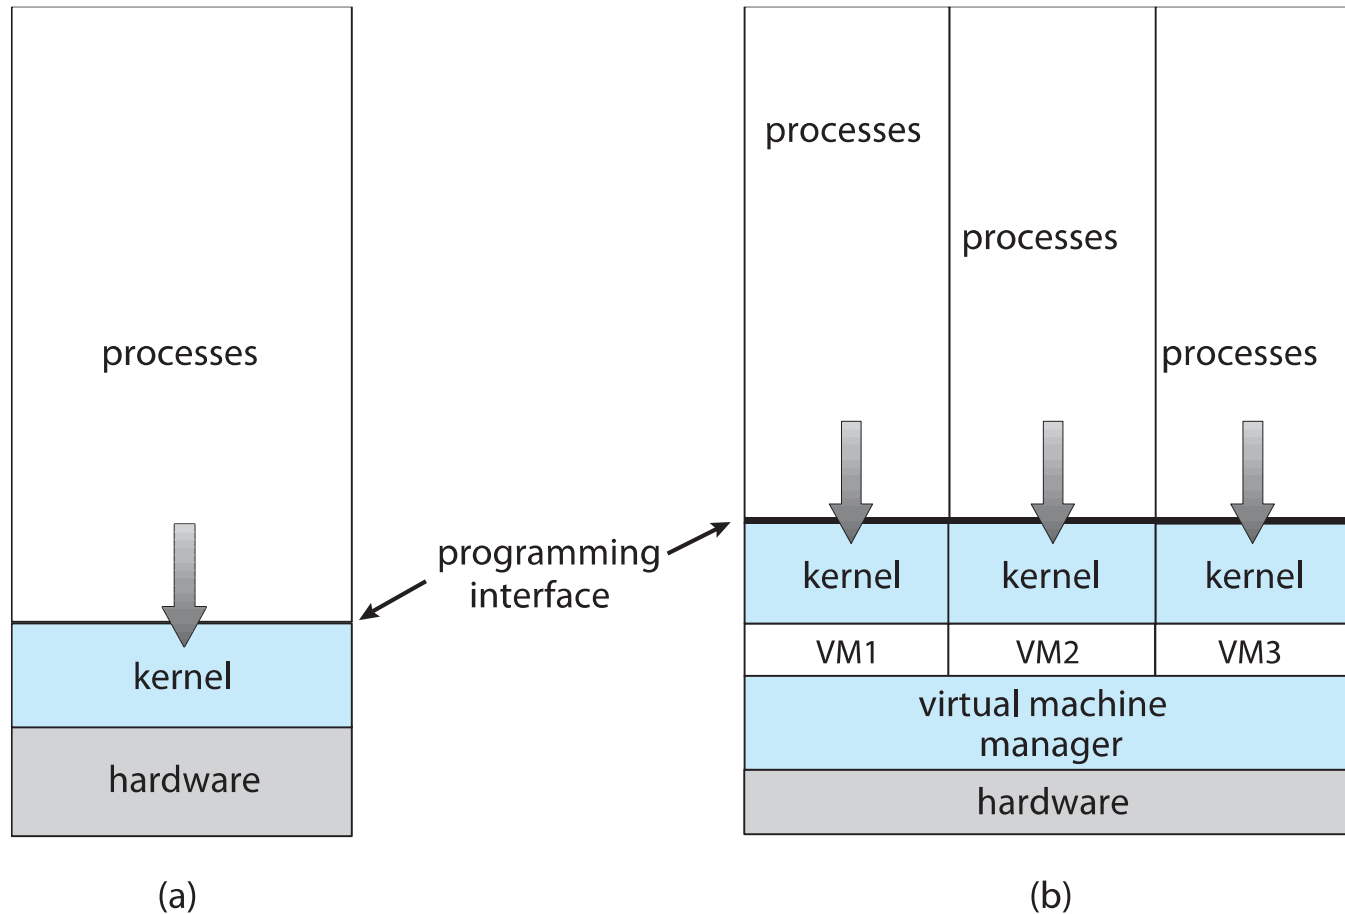 processes
kernel
hardware
(a)
programming
interface
processes
processes
processes
kernel
kernel
kernel
VM1
VM2
VM3
virtual machine
manager
hardware
(b)